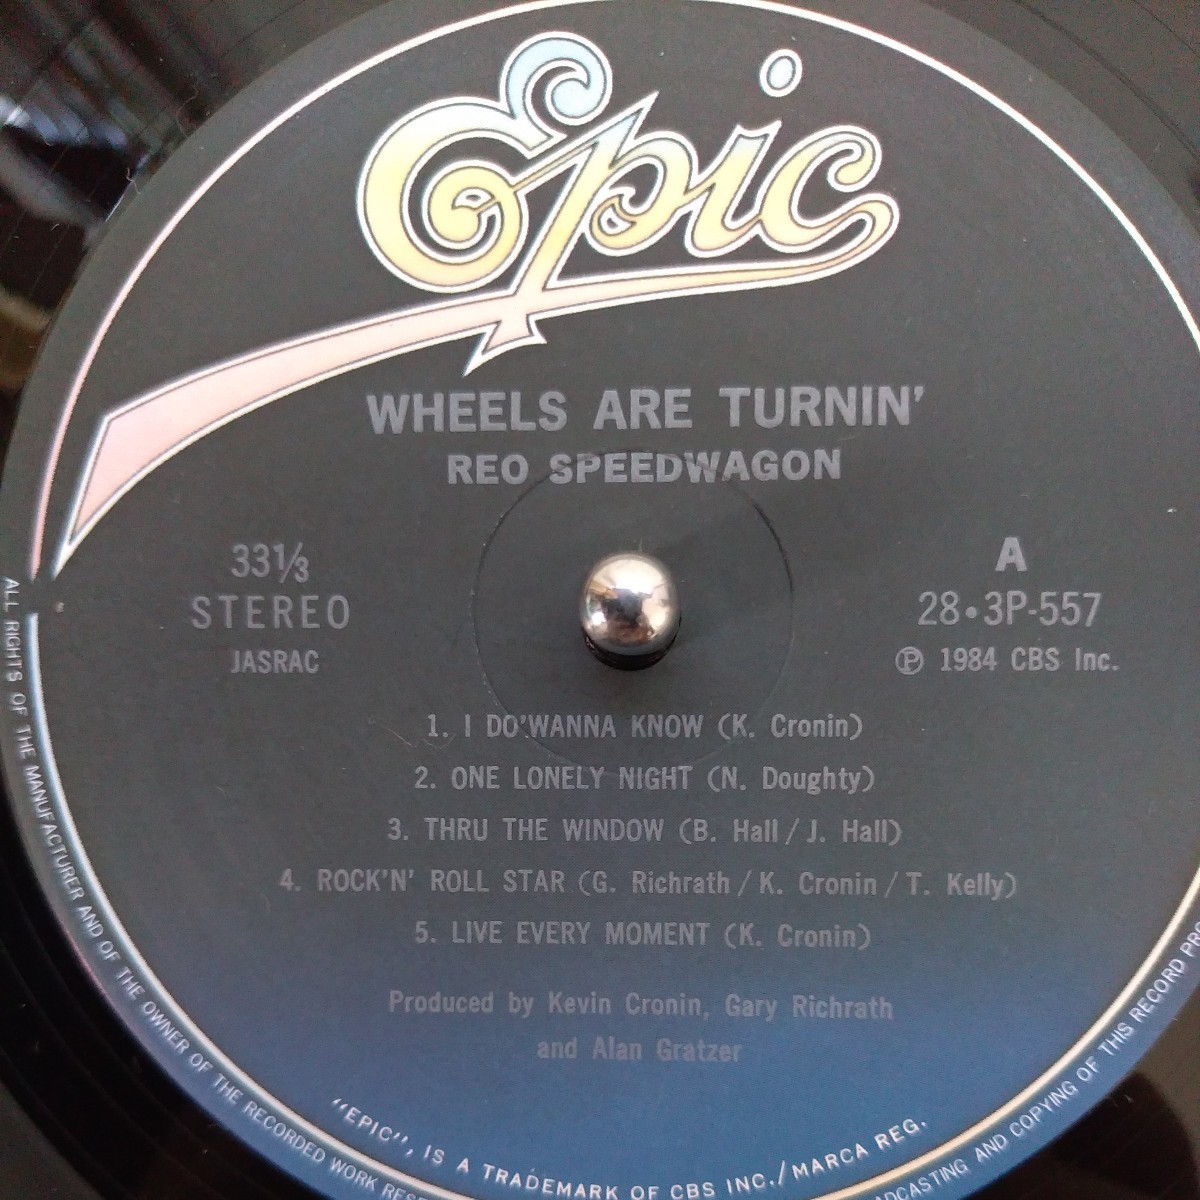 Epic
WHEELS ARE TURNIN'
REO SPEEDWAGON
33⅓
STEREO
JASRAC
A
28•3P-557
Ⓟ 1984 CBS Inc.
1. I DO'WANNA KNOW (K. Cronin)
2. ONE LONELY NIGHT (N. Doughty)
3. THRU THE WINDOW (B. Hall / J. Hall)
4. ROCK'N' ROLL STAR (G. Richrath / K. Cronin / T. Kelly)
5. LIVE EVERY MOMENT (K. Cronin)
Produced by Kevin Cronin, Gary Richrath
and Alan Gratzer
"EPIC", IS A TRADEMARK OF CBS INC./MARCA REG.
ALL RIGHTS OF THE MANUFACTURER AND OF THE OWNER OF THE RECORDED WORK AND COPYING OF THIS RECORD